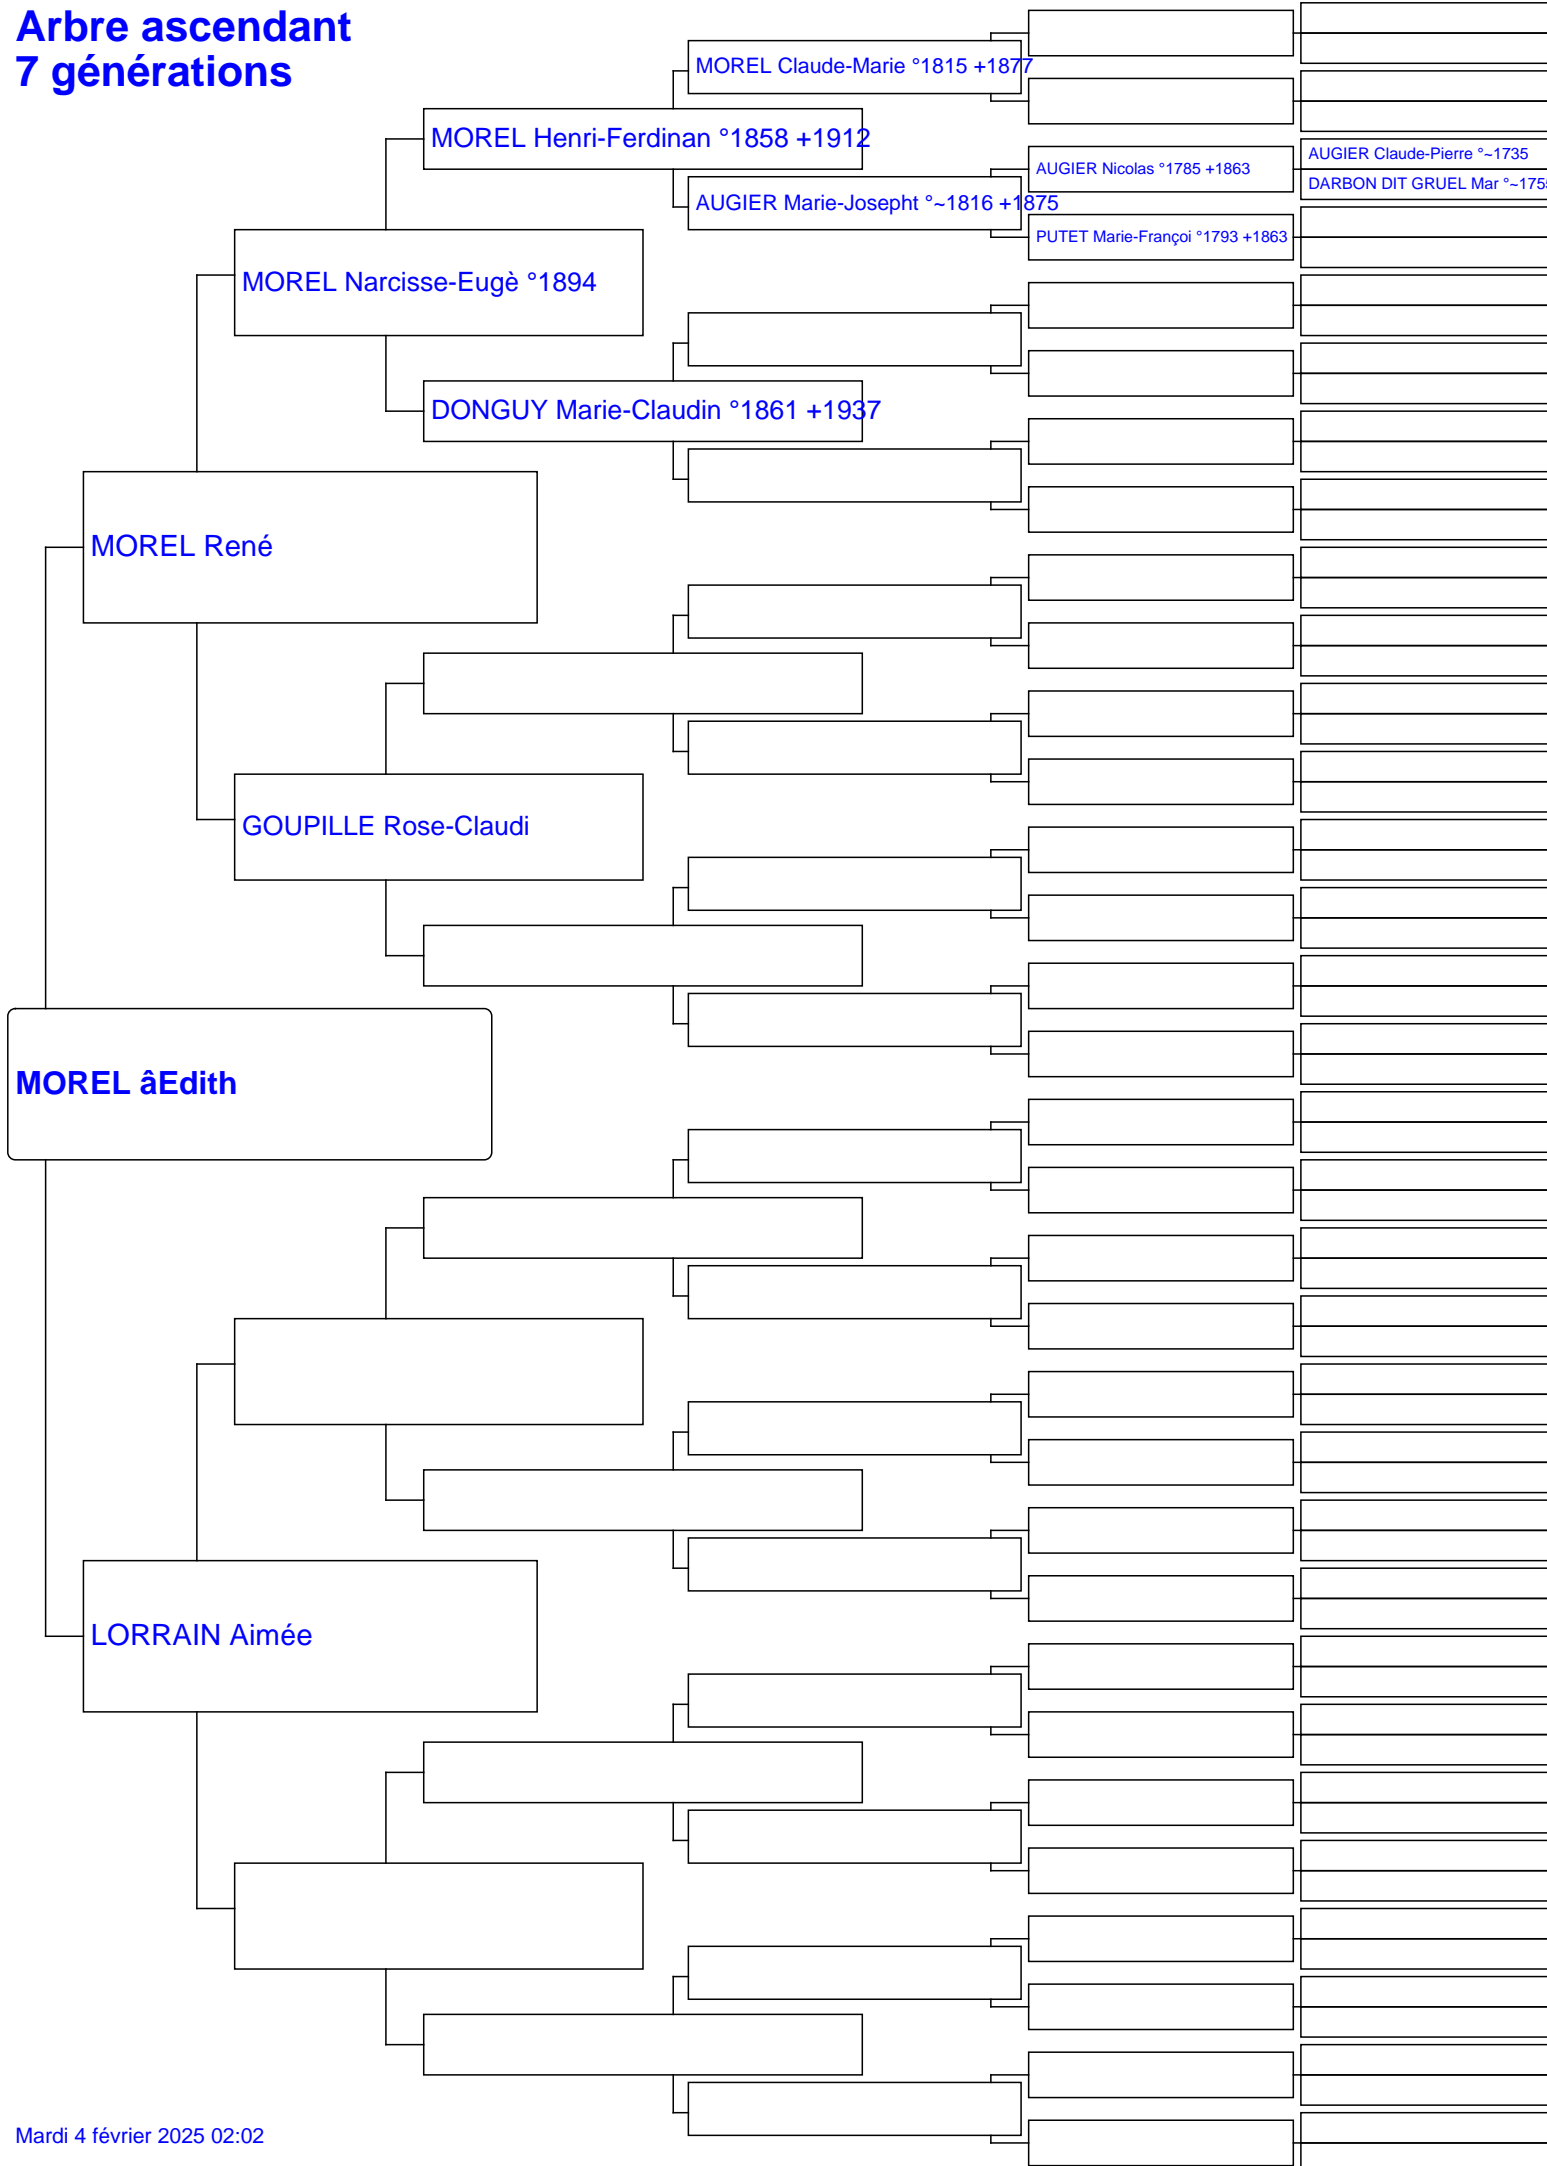 Arbre ascendant
7 générations
MOREL Claude-Marie °1815 +1877
MOREL Henri-Ferdinan °1858 +1912
AUGIER Claude-Pierre °~1735
AUGIER Nicolas °1785 +1863
DARBON DIT GRUEL Mar °~1755
AUGIER Marie-Josepht °~1816 +1875
PUTET Marie-Françoi °1793 +1863
MOREL Narcisse-Eugè °1894
DONGUY Marie-Claudin °1861 +1937
MOREL René
GOUPILLE Rose-Claudi
MOREL âEdith
LORRAIN Aimée
Mardi 4 février 2025 02:02